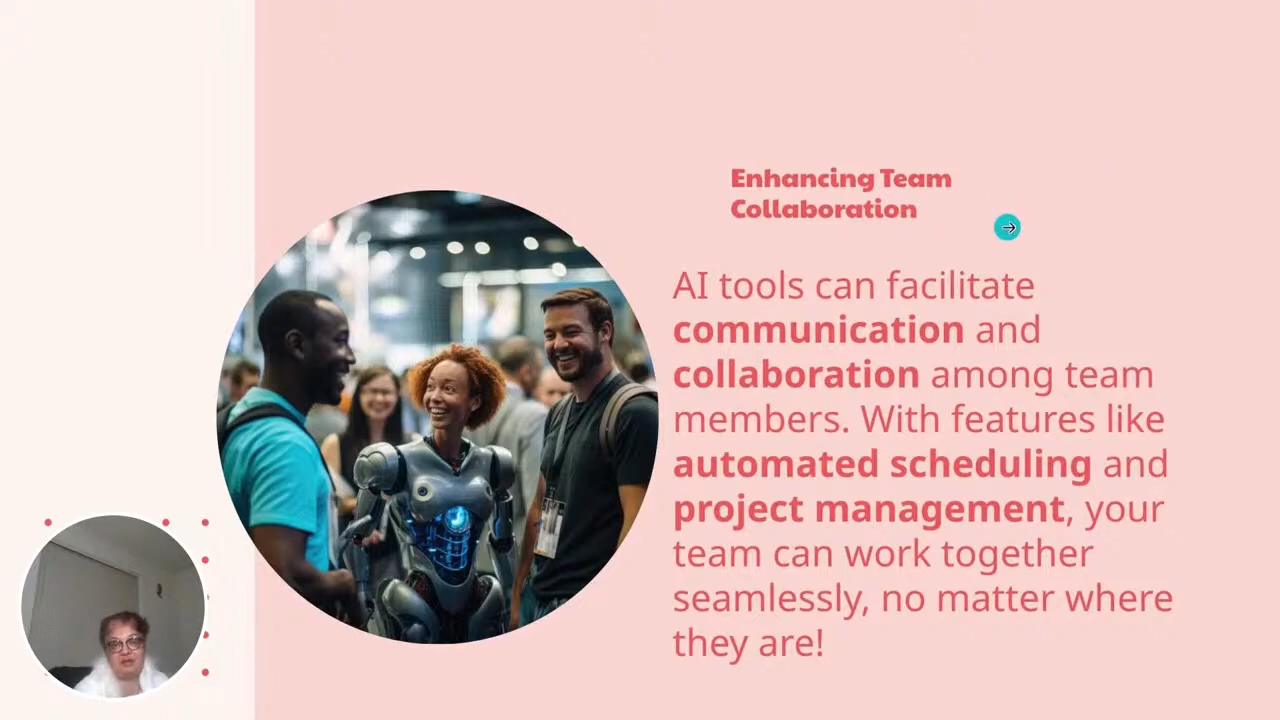 Enhancing Team
Collaboration
AI tools can facilitate
communication and
collaboration among team
members. With features like
automated scheduling and
project management, your
team can work together
seamlessly, no matter where
they are!